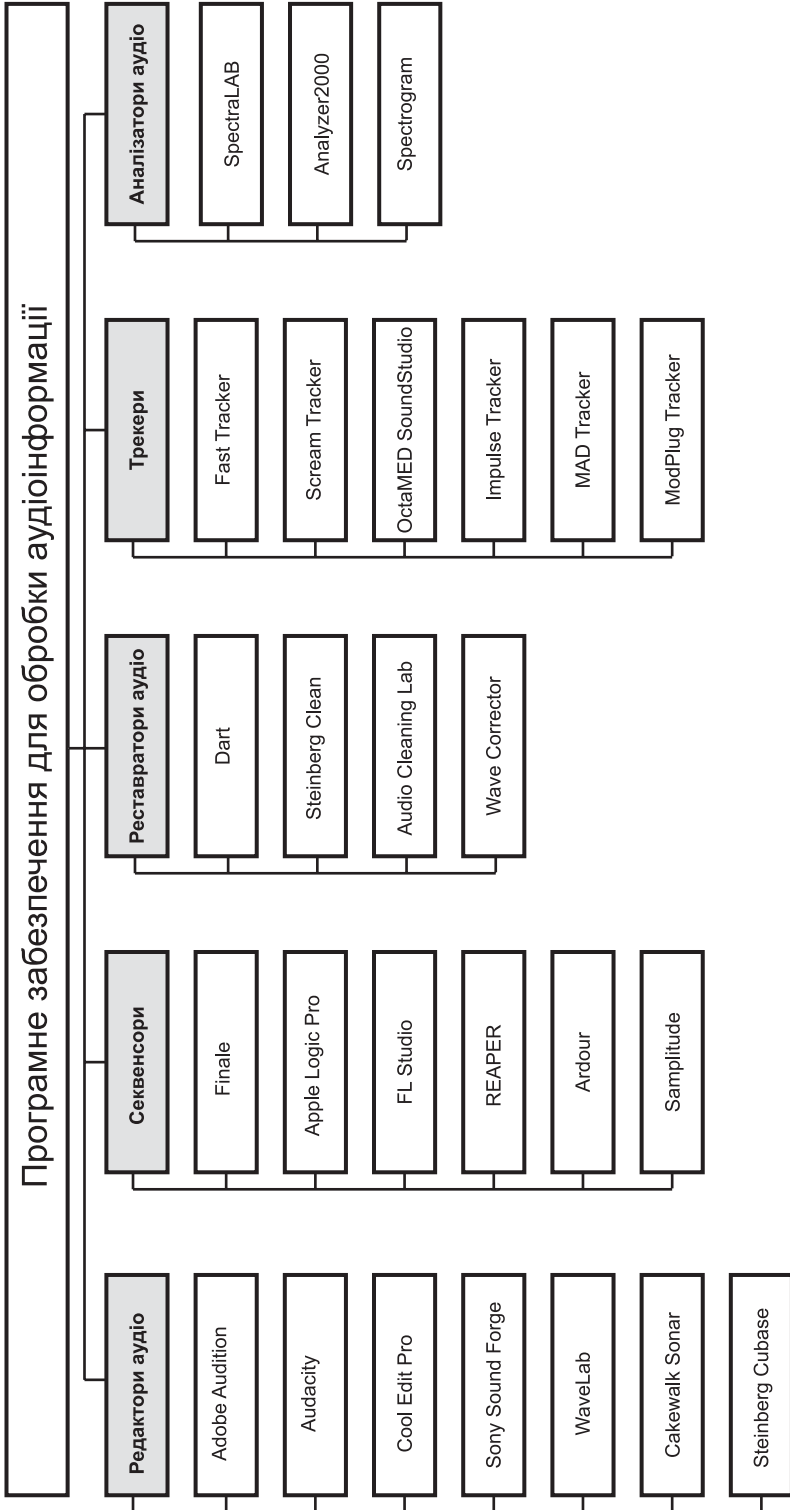 Програмне забезпечення для обробки аудіоінформації
Редактори аудіо
Adobe Audition
Audacity
Cool Edit Pro
Sony Sound Forge
WaveLab
Cakewalk Sonar
Steinberg Cubase
Секвенсори
Finale
Apple Logic Pro
FL Studio
REAPER
Ardour
Samplitude
Реставратори аудіо
Dart
Steinberg Clean
Audio Cleaning Lab
Wave Corrector
Трекери
Fast Tracker
Scream Tracker
OctaMED SoundStudio
Impulse Tracker
MAD Tracker
ModPlug Tracker
Аналізатори аудіо
SpectraLAB
Analyzer2000
Spectrogram